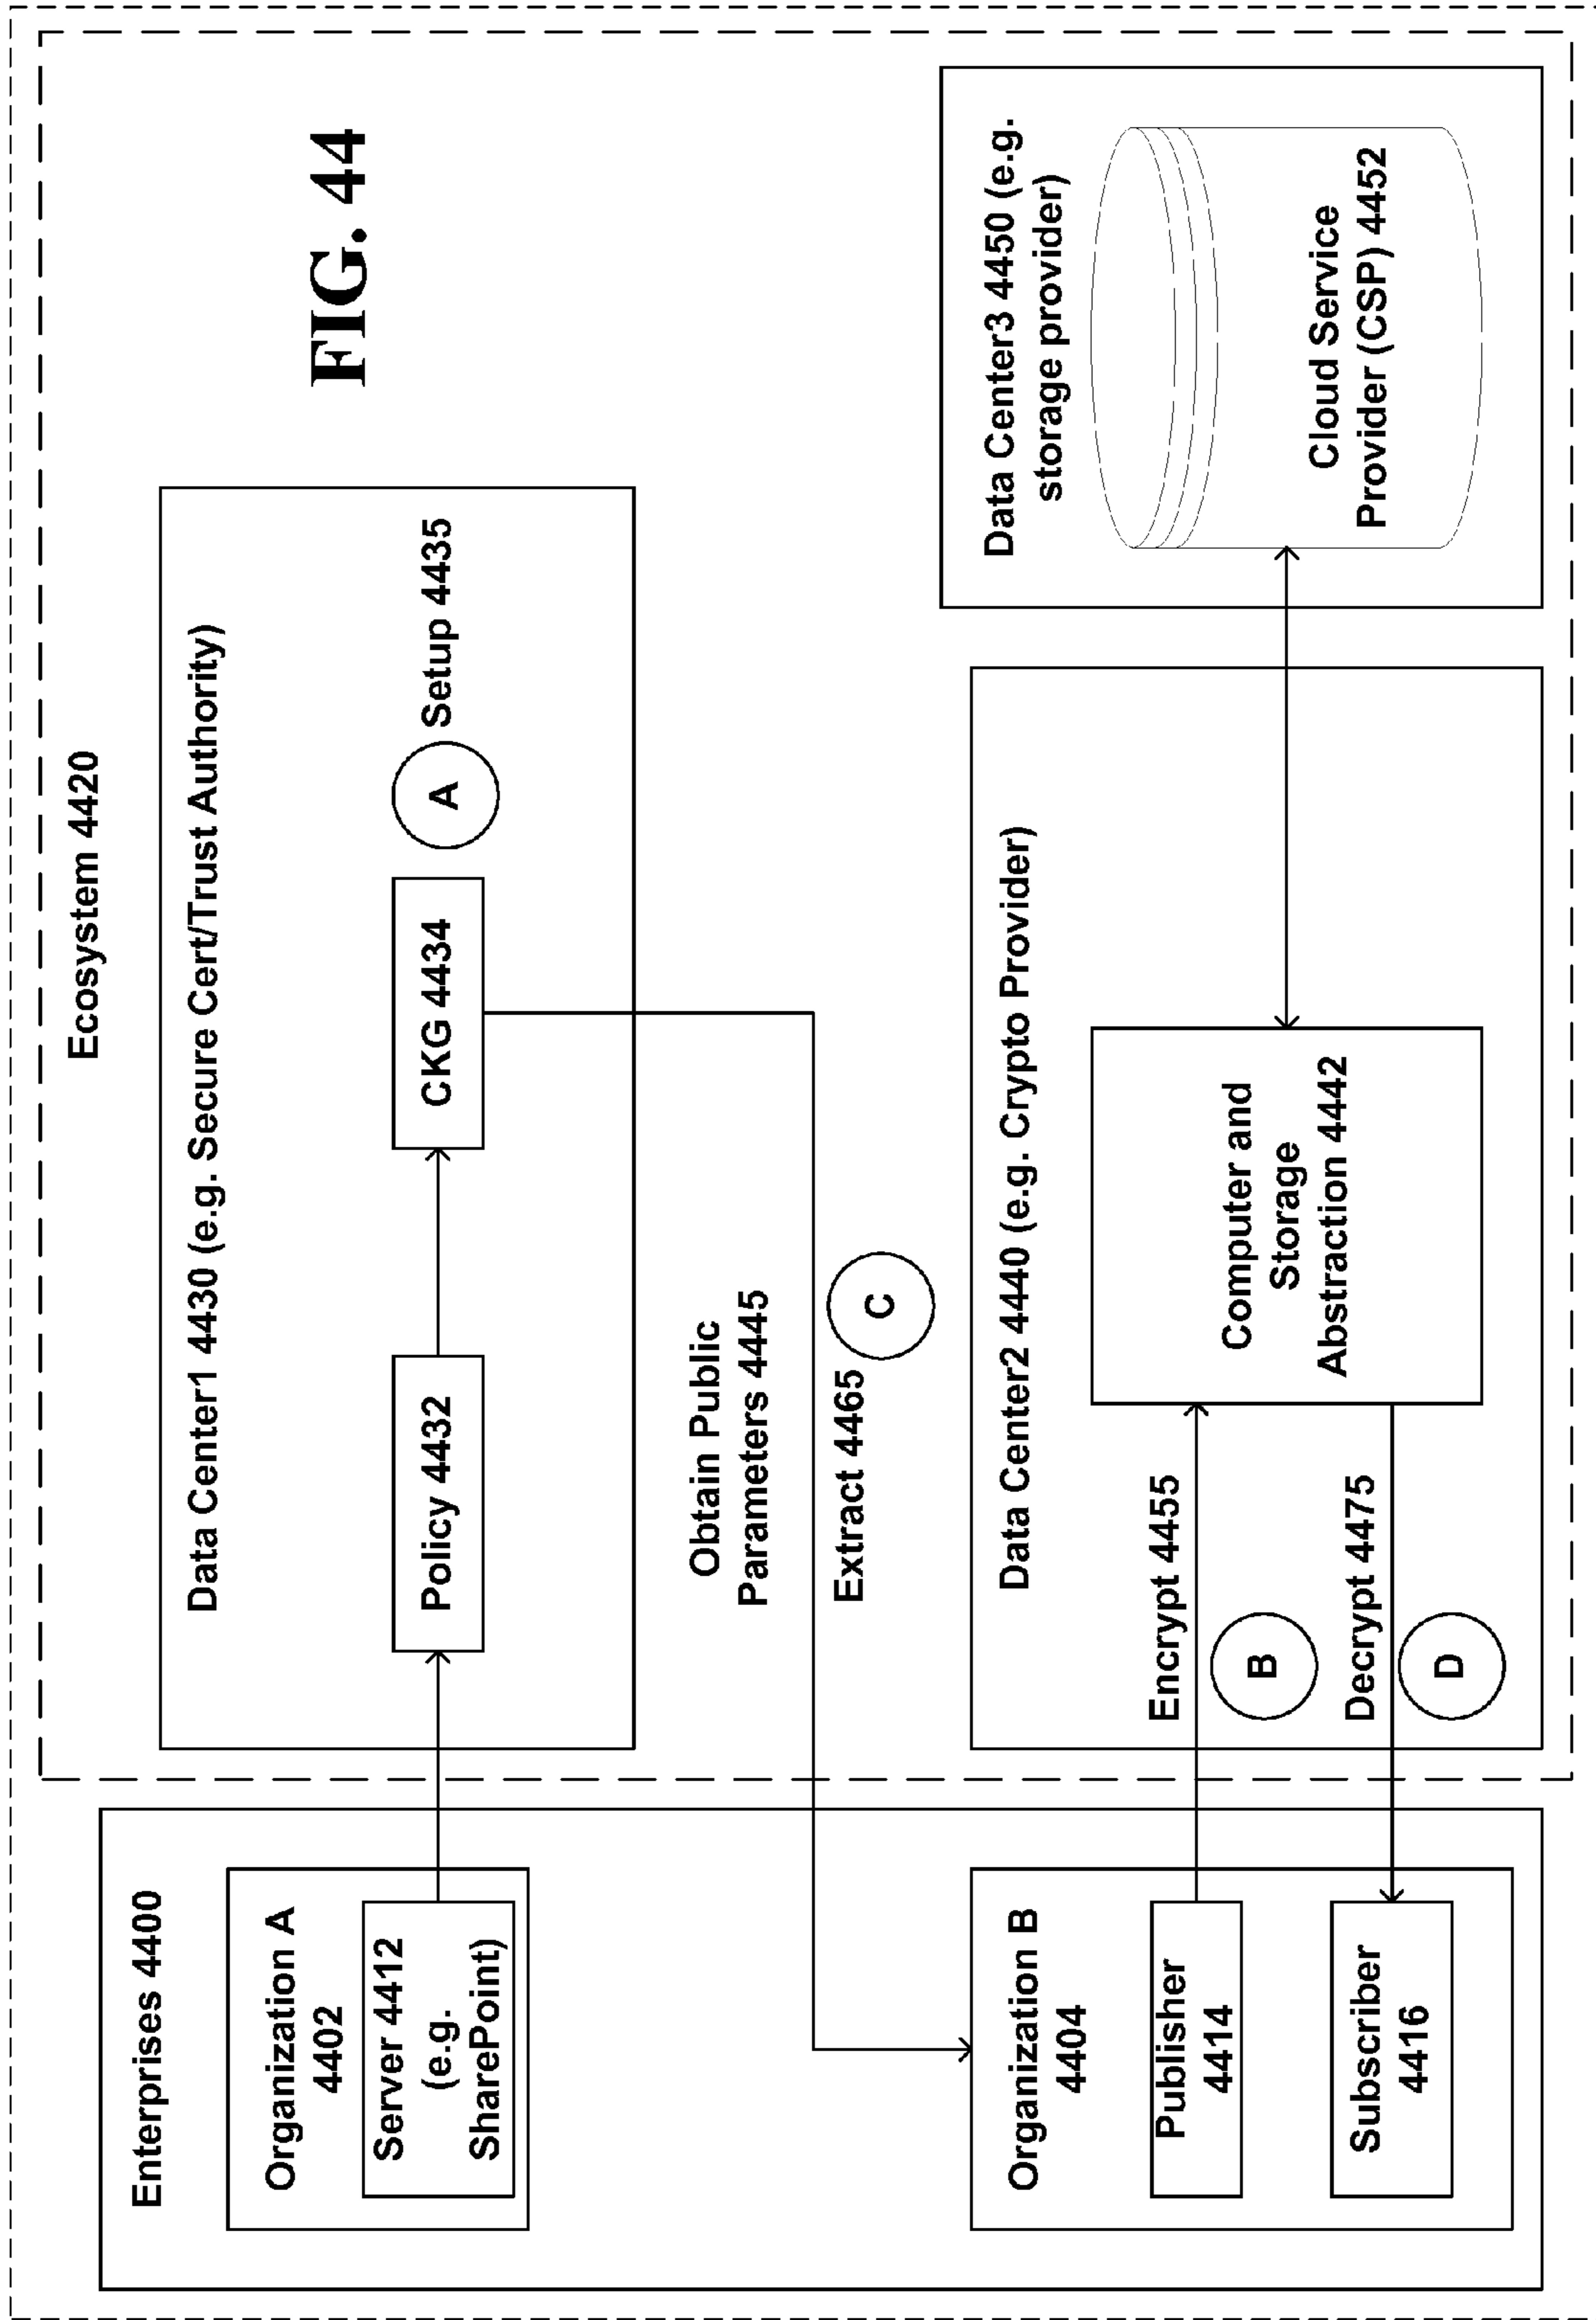 FIG. 44
Ecosystem 4420
Enterprises 4400
Organization A
4402
Server 4412
(e.g.
SharePoint)
Data Center1 4430 (e.g. Secure Cert/Trust Authority)
Policy 4432
CKG 4434
A
Setup 4435
Obtain Public
Parameters 4445
Extract 4465
C
Organization B
4404
Publisher
4414
Subscriber
4416
Data Center2 4440 (e.g. Crypto Provider)
Encrypt 4455
B
Decrypt 4475
D
Computer and
Storage
Abstraction 4442
Data Center3 4450 (e.g.
storage provider)
Cloud Service
Provider (CSP) 4452